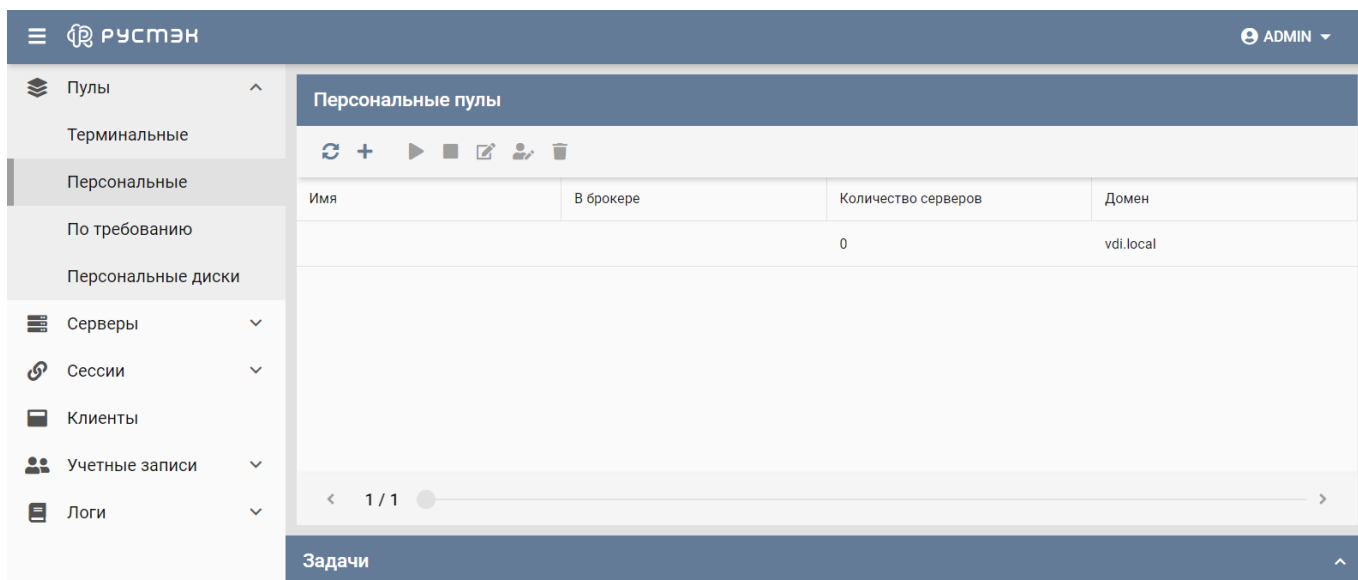 РУСТЭК
ADMIN
Пулы
Терминальные
Персональные
По требованию
Персональные диски
Серверы
Сессии
Клиенты
Учетные записи
Логи
Персональные пулы
Имя В брокере Количество серверов Домен
0 vdi.local
1 / 1
Задачи